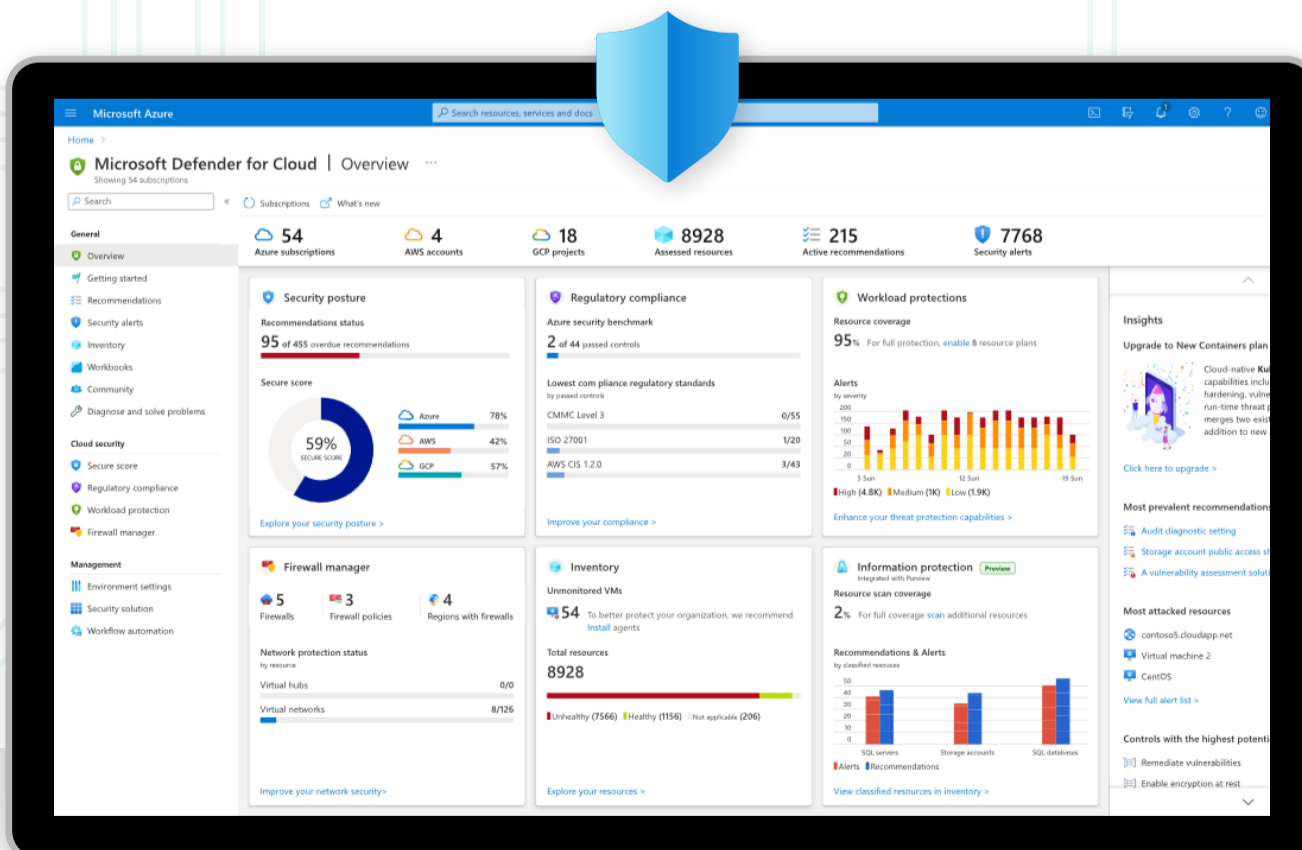 Microsoft Azure
Search resources, services and docs
1
Home >
Microsoft Defender for Cloud | Overview ...
Showing 54 subscriptions
Search «
Subscriptions What's new
General
Overview
Getting started
Recommendations
Security alerts
Inventory
Workbooks
Community
Diagnose and solve problems
Cloud security
Secure score
Regulatory compliance
Workload protection
Firewall manager
Management
Environment settings
Security solution
Workflow automation
54
Azure subscriptions
4
AWS accounts
18
GCP projects
8928
Assessed resources
215
Active recommendations
7768
Security alerts
Security posture
Recommendations status
95 of 455 overdue recommendations
Secure score
59%
SECURE SCORE
Azure 78%
AWS 42%
GCP 57%
Explore your security posture >
Regulatory compliance
Azure security benchmark
2 of 44 passed controls
Lowest com pliance regulatory standards
by passed controls
CMMC Level 3 0/55
ISO 27001 1/20
AWS CIS 1.2.0 3/43
Improve your compliance >
Workload protections
Resource coverage
95% For full protection, enable 8 resource plans
Alerts
by severity
200
150
100
50
20
0
5 Sun 12 Sun 19 Sun
High (4.8K) Medium (1K) Low (1.9K)
Enhance your threat protection capabilities >
Firewall manager
5
Firewalls
3
Firewall policies
4
Regions with firewalls
Network protection status
by resource
Virtual hubs 0/0
Virtual networks 8/126
Improve your network security>
Inventory
Unmonitored VMs
54 To better protect your organization, we recommend
Install agents
Total resources
8928
Unhealthy (7566) Healthy (1156) Not applicable (206)
Explore your resources >
Information protection Preview
Integrated with Purview
Resource scan coverage
2% For full coverage scan additional resources
Recommendations & Alerts
by classified resouses
50
40
30
20
10
0
SQL servers Storage accounts SQL databases
Alerts Recommendations
View classified resources in inventory >
Insights
Upgrade to New Containers plan
Cloud-native Ku
capabilities inclu
hardening, vulne
run-time threat p
merges two exist
addition to new
Click here to upgrade >
Most prevalent recommendations
Audit diagnostic setting
Storage account public access sh
A vulnerability assessment soluti
Most attacked resources
contoso5.cloudapp.net
Virtual machine 2
CentOS
View full alert list >
Controls with the highest potenti
Remediate vulnerabilities
Enable encryption at rest